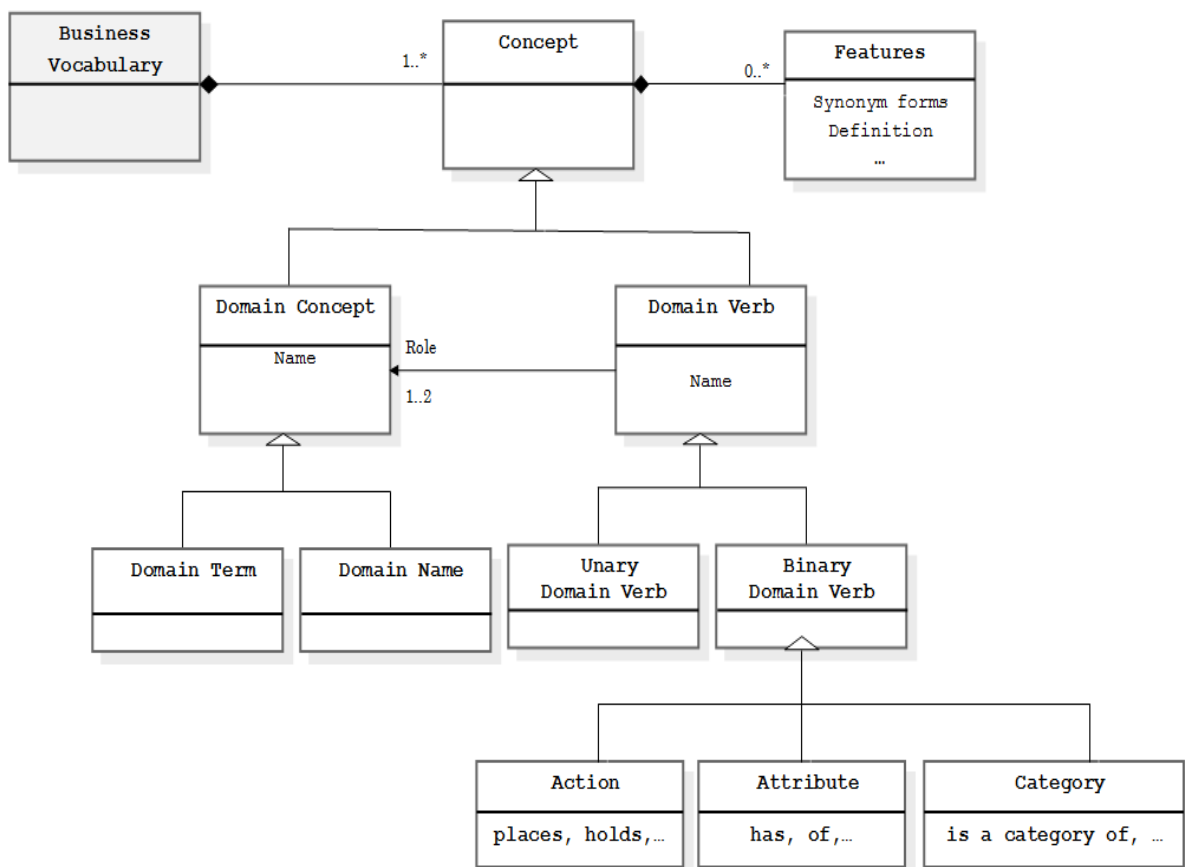 Business
Vocabulary
Concept
Features
1..*
0..*
Synonym forms
Definition
…
Domain Concept
Name
Domain Verb
Name
Role
1..2
Domain Term
Domain Name
Unary
Domain Verb
Binary
Domain Verb
Action
places, holds,…
Attribute
has, of,…
Category
is a category of, …